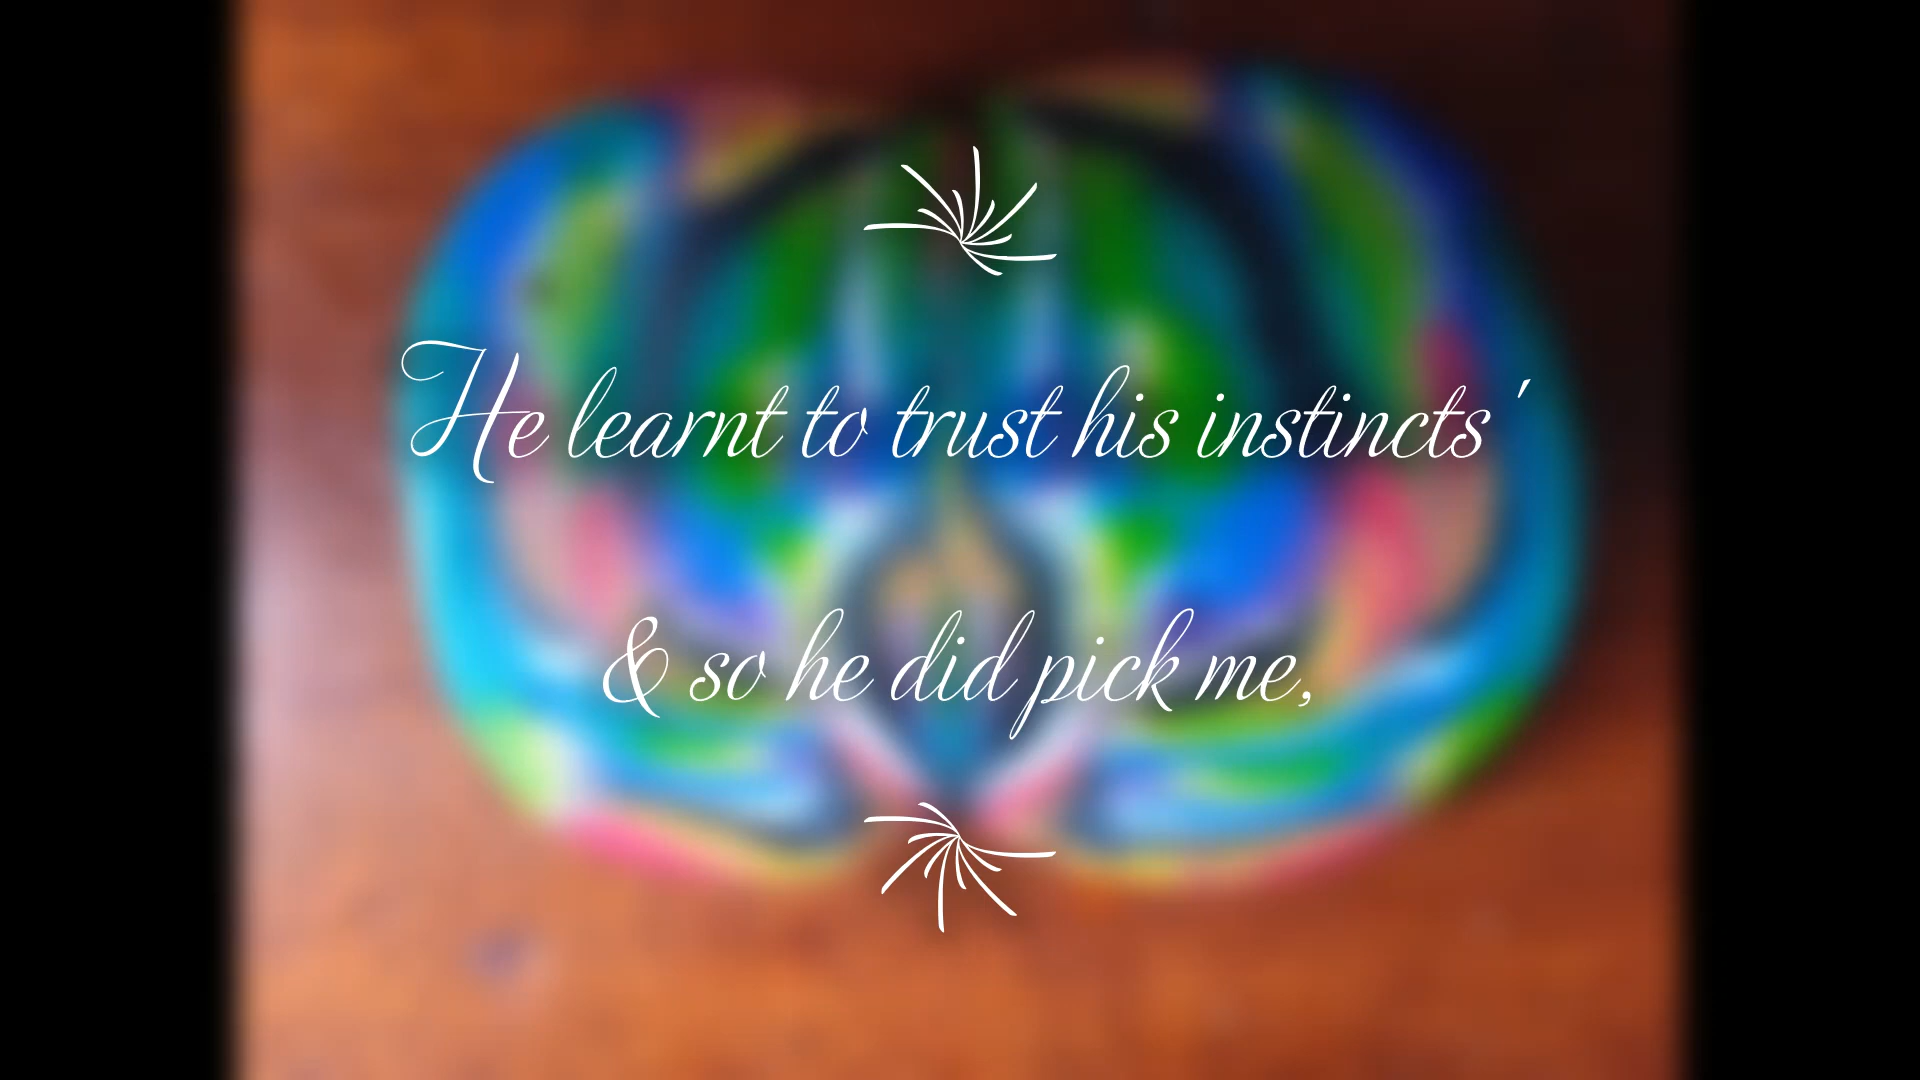 He learnt to trust his instincts'
& so he did pick me,